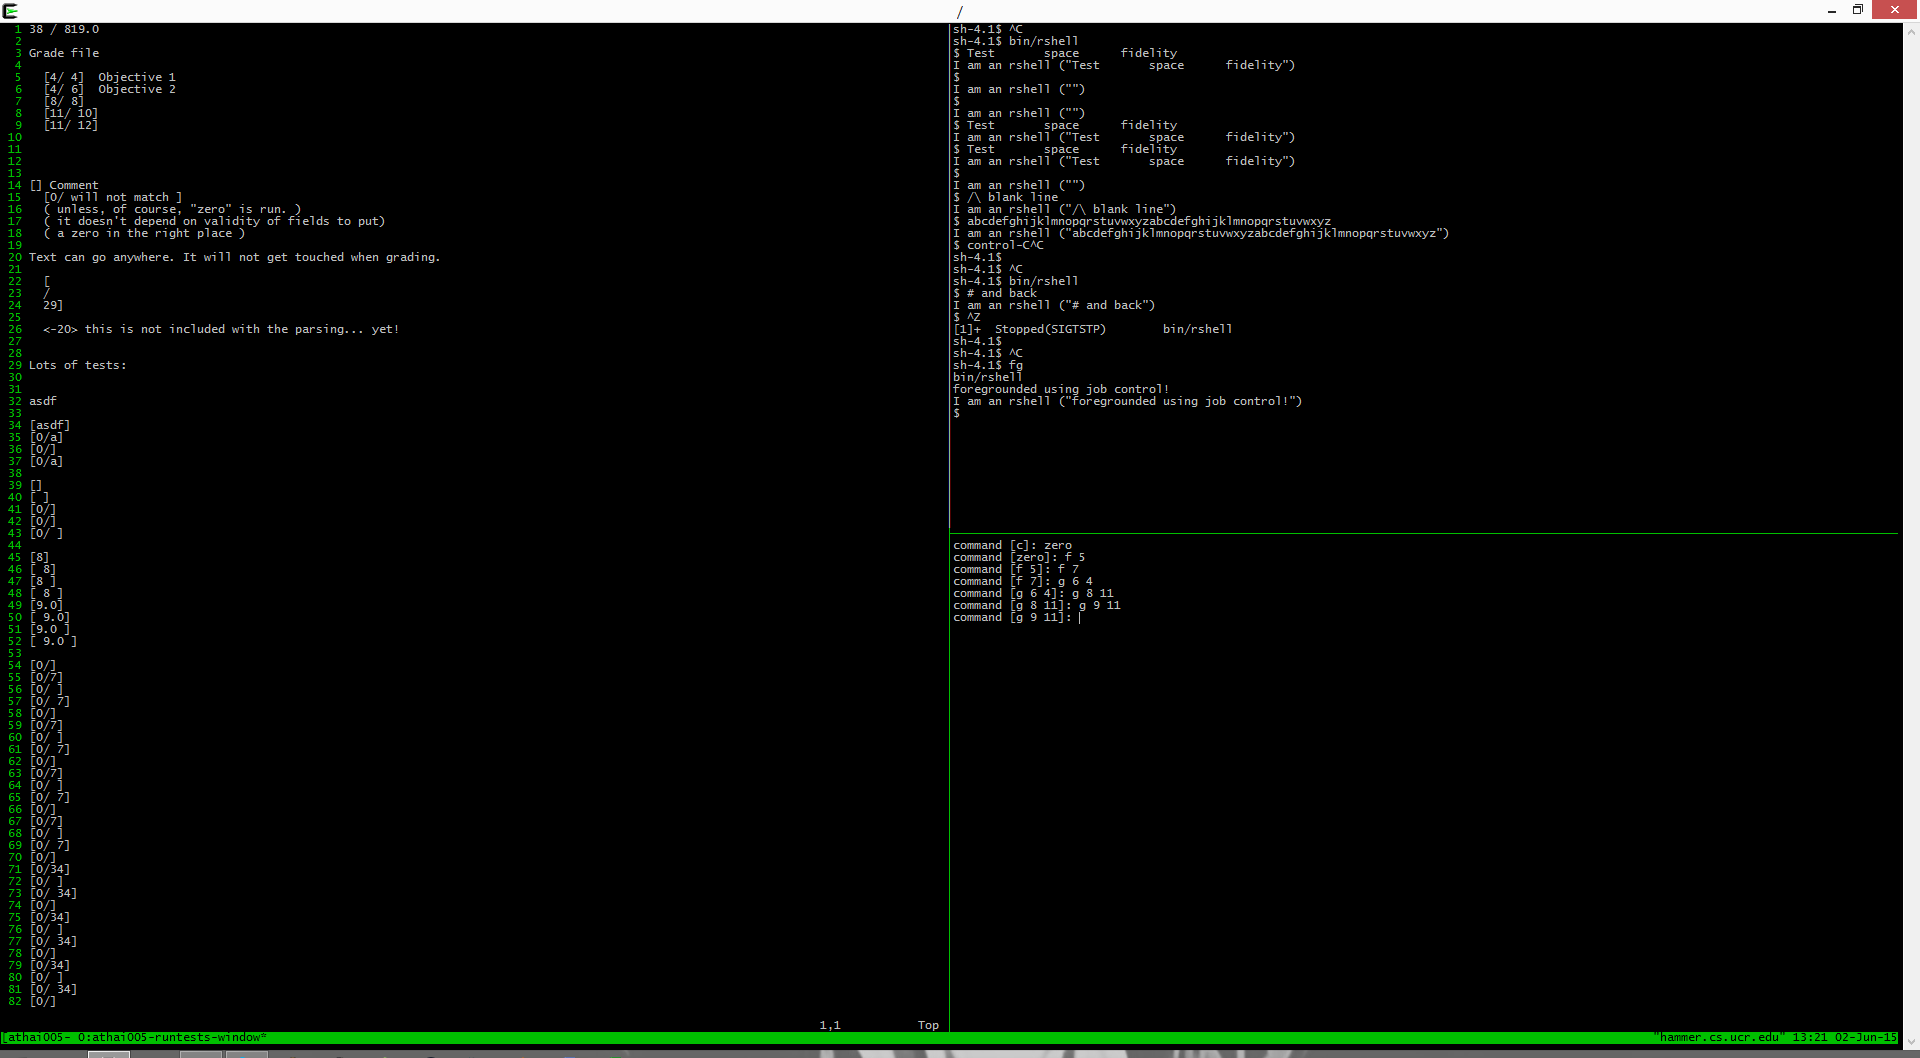 /
1 38 / 819.0
2
3 Grade file
4
5   [4/ 4]  Objective 1
6   [4/ 6]  Objective 2
7   [8/ 8]
8   [11/ 10]
9   [11/ 12]
10
11
12
13
14 [] Comment
15   [0/ will not match ]
16   ( unless, of course, "zero" is run. )
17   ( it doesn't depend on validity of fields to put)
18   ( a zero in the right place )
19
20 Text can go anywhere. It will not get touched when grading.
21
22   [
23   /
24   29]
25
26   <-20> this is not included with the parsing... yet!
27
28
29 Lots of tests:
30
31
32 asdf
33
34 [asdf]
35 [0/a]
36 [0/]
37 [0/a]
38
39 []
40 [ ]
41 [0/]
42 [0/]
43 [0/ ]
44
45 [8]
46 [ 8]
47 [8 ]
48 [ 8 ]
49 [9.0]
50 [ 9.0]
51 [9.0 ]
52 [ 9.0 ]
53
54 [0/]
55 [0/7]
56 [0/ ]
57 [0/ 7]
58 [0/]
59 [0/7]
60 [0/ ]
61 [0/ 7]
62 [0/]
63 [0/7]
64 [0/ ]
65 [0/ 7]
66 [0/]
67 [0/7]
68 [0/ ]
69 [0/ 7]
70 [0/]
71 [0/34]
72 [0/ ]
73 [0/ 34]
74 [0/]
75 [0/34]
76 [0/ ]
77 [0/ 34]
78 [0/]
79 [0/34]
80 [0/ ]
81 [0/ 34]
82 [0/]
1,1           Top
sh-4.1$ ^C
sh-4.1$ bin/rshell
$ Test       space      fidelity
I am an rshell ("Test       space      fidelity")
$
I am an rshell ("")
$
I am an rshell ("")
$ Test       space      fidelity
I am an rshell ("Test       space      fidelity")
$ Test       space      fidelity
I am an rshell ("Test       space      fidelity")
$
I am an rshell ("")
$ /\ blank line
I am an rshell ("/\ blank line")
$ abcdefghijklmnopqrstuvwxyzabcdefghijklmnopqrstuvwxyz
I am an rshell ("abcdefghijklmnopqrstuvwxyzabcdefghijklmnopqrstuvwxyz")
$ control-C^C
sh-4.1$
sh-4.1$ ^C
sh-4.1$ bin/rshell
$ # and back
I am an rshell ("# and back")
$ ^Z
[1]+  Stopped(SIGTSTP)        bin/rshell
sh-4.1$
sh-4.1$ ^C
sh-4.1$ fg
bin/rshell
foregrounded using job control!
I am an rshell ("foregrounded using job control!")
$
command [c]: zero
command [zero]: f 5
command [f 5]: f 7
command [f 7]: g 6 4
command [g 6 4]: g 8 11
command [g 8 11]: g 9 11
command [g 9 11]:
[athai005- 0:athai005-runtests-window*
"hammer.cs.ucr.edu" 13:21 02-Jun-15